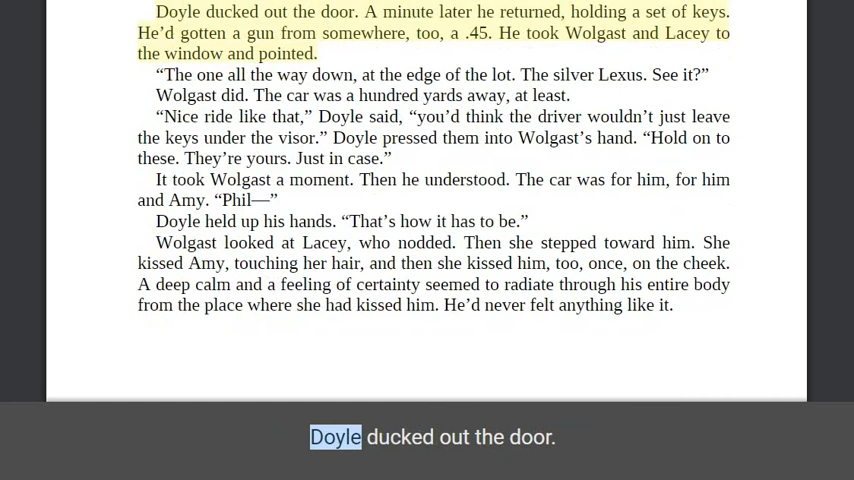 Doyle ducked out the door. A minute later he returned, holding a set of keys.
He’d gotten a gun from somewhere, too, a .45. He took Wolgast and Lacey to
the window and pointed.
“The one all the way down, at the edge of the lot. The silver Lexus. See it?”
Wolgast did. The car was a hundred yards away, at least.
“Nice ride like that,” Doyle said, “you’d think the driver wouldn’t just leave
the keys under the visor.” Doyle pressed them into Wolgast’s hand. “Hold on to
these. They’re yours. Just in case.”
It took Wolgast a moment. Then he understood. The car was for him, for him
and Amy. “Phil—”
Doyle held up his hands. “That’s how it has to be.”
Wolgast looked at Lacey, who nodded. Then she stepped toward him. She
kissed Amy, touching her hair, and then she kissed him, too, once, on the cheek.
A deep calm and a feeling of certainty seemed to radiate through his entire body
from the place where she had kissed him. He’d never felt anything like it.
Doyle ducked out the door.